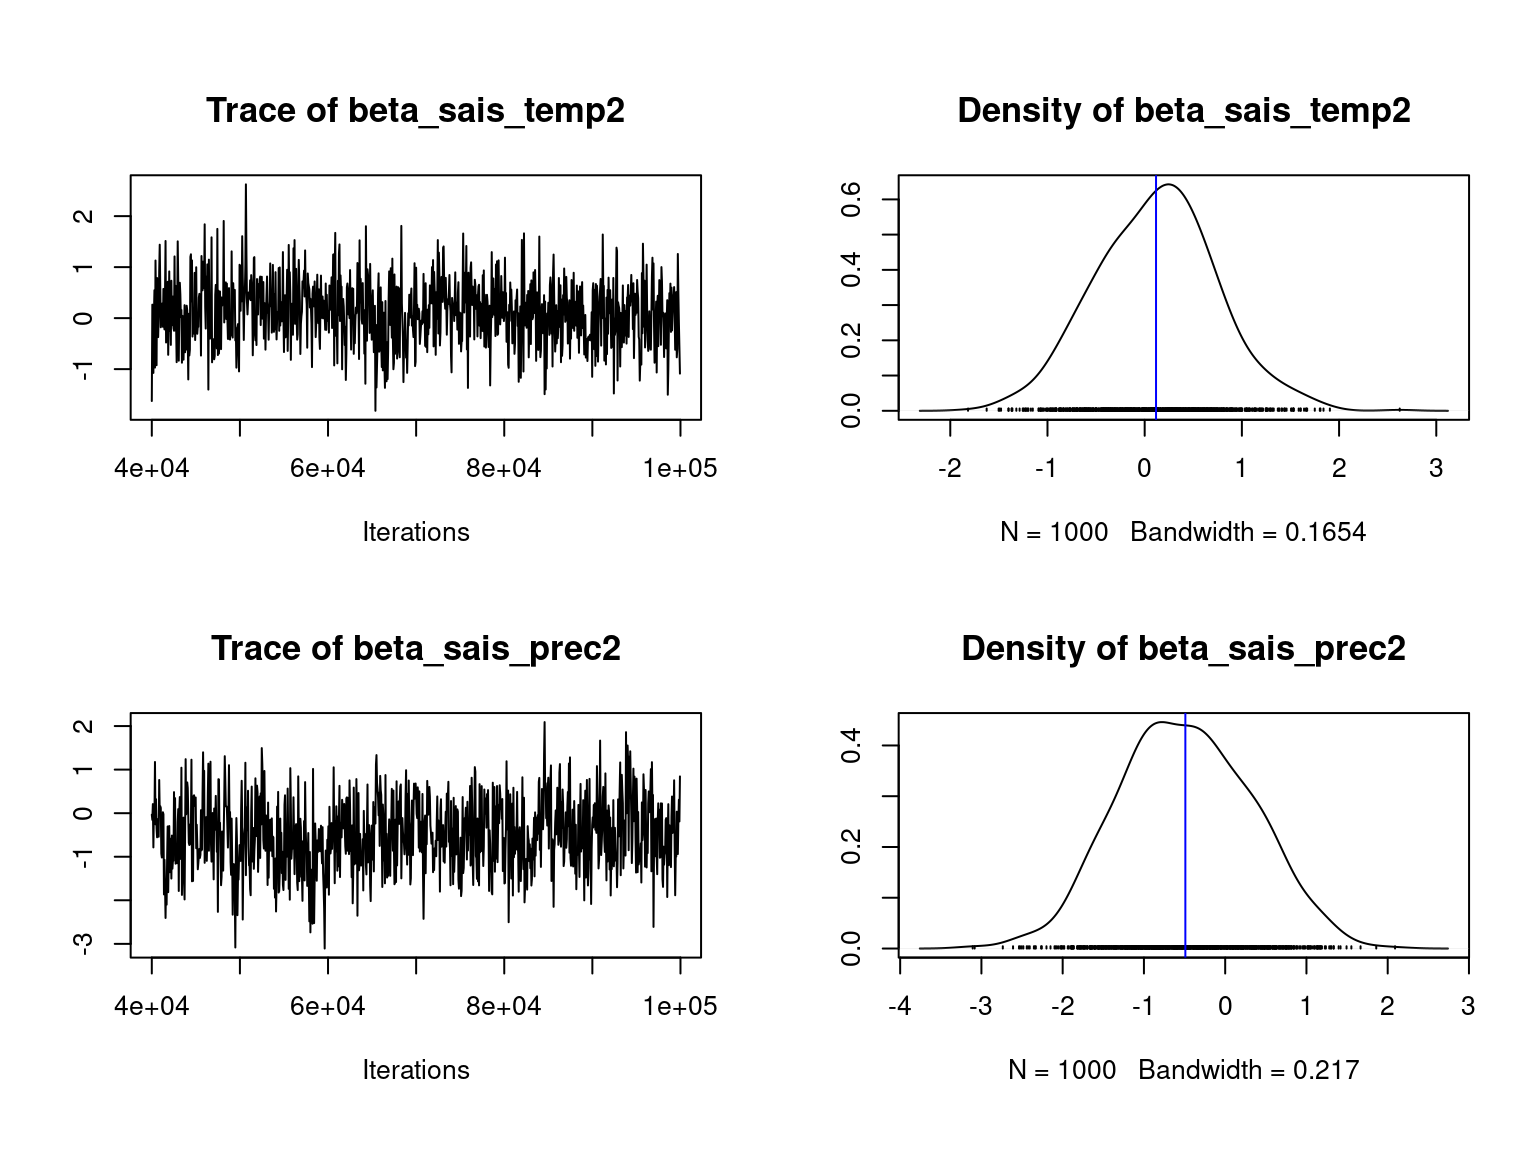 Trace of beta_sais_temp2
2
1
0
-1
4e+04 6e+04 8e+04 1e+05
Iterations
Density of beta_sais_temp2
0.6
0.4
0.2
0.0
-2 -1 0 1 2 3
N = 1000 Bandwidth = 0.1654
Trace of beta_sais_prec2
2
1
0
-1
-3
4e+04 6e+04 8e+04 1e+05
Iterations
Density of beta_sais_prec2
0.4
0.2
0.0
-4 -3 -2 -1 0 1 2 3
N = 1000 Bandwidth = 0.217